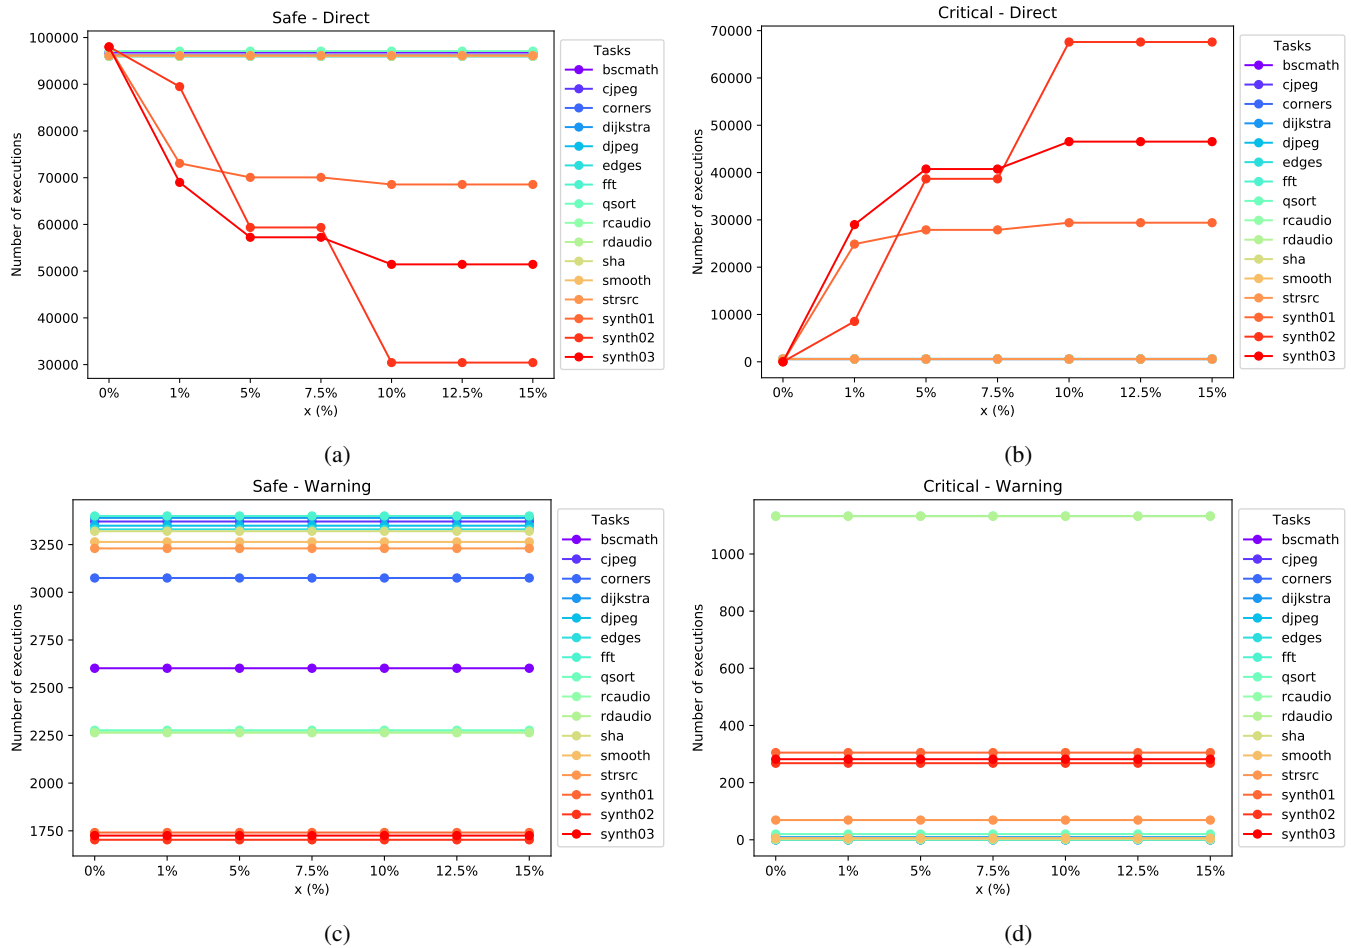 Safe - Direct
Number of executions
100000
90000
80000
70000
60000
50000
40000
30000
0% 1% 5% 7.5% 10% 12.5% 15%
x (%)
Tasks
bscmath
cjpeg
corners
dijkstra
djpeg
edges
fft
qsort
rcaudio
rdaudio
sha
smooth
strsrc
synth01
synth02
synth03
(a)
Critical - Direct
Number of executions
70000
60000
50000
40000
30000
20000
10000
0
0% 1% 5% 7.5% 10% 12.5% 15%
x (%)
Tasks
bscmath
cjpeg
corners
dijkstra
djpeg
edges
fft
qsort
rcaudio
rdaudio
sha
smooth
strsrc
synth01
synth02
synth03
(b)
Safe - Warning
Number of executions
3250
3000
2750
2500
2250
2000
1750
0% 1% 5% 7.5% 10% 12.5% 15%
x (%)
Tasks
bscmath
cjpeg
corners
dijkstra
djpeg
edges
fft
qsort
rcaudio
rdaudio
sha
smooth
strsrc
synth01
synth02
synth03
(c)
Critical - Warning
Number of executions
1000
800
600
400
200
0
0% 1% 5% 7.5% 10% 12.5% 15%
x (%)
Tasks
bscmath
cjpeg
corners
dijkstra
djpeg
edges
fft
qsort
rcaudio
rdaudio
sha
smooth
strsrc
synth01
synth02
synth03
(d)